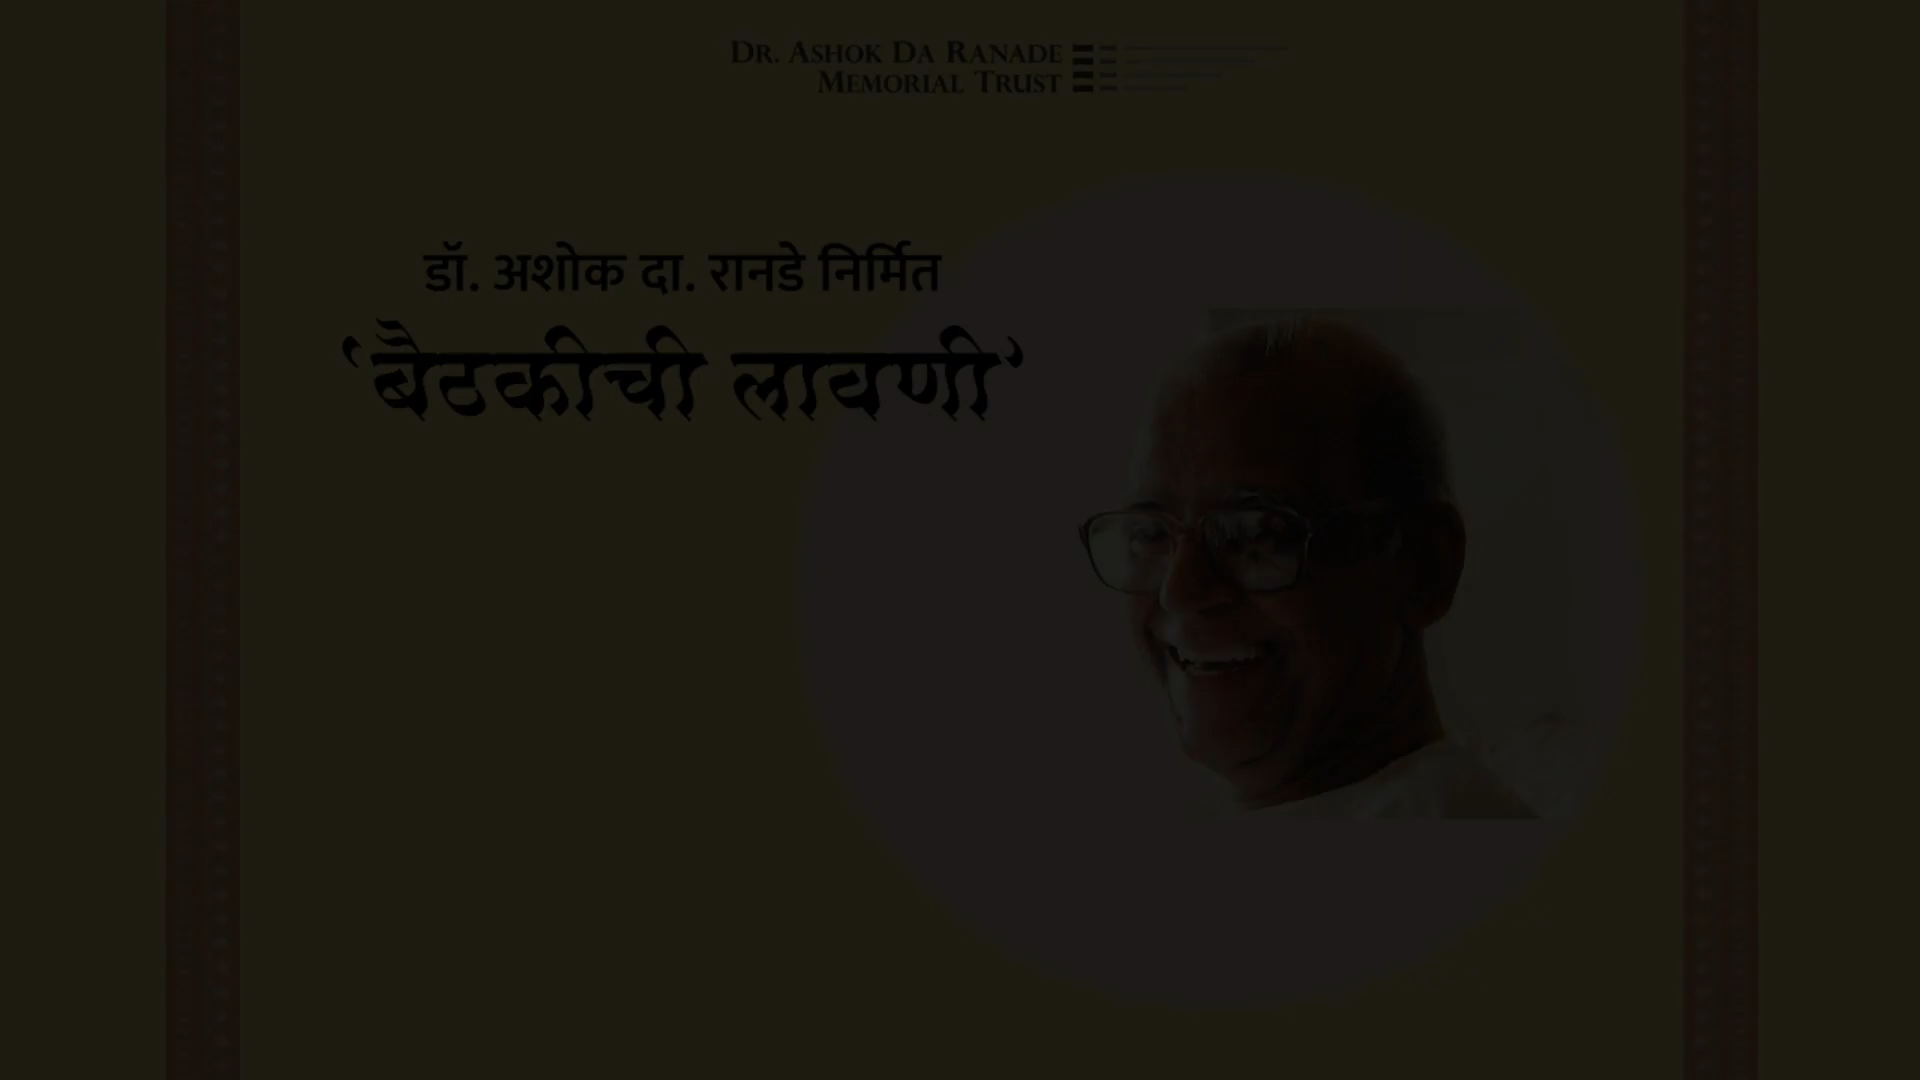 DR. ASHOK DA RANADE
MEMORIAL TRUST
डॉ. अशोक दा. रानडे निर्मित
‘बैठकीची लावणी’